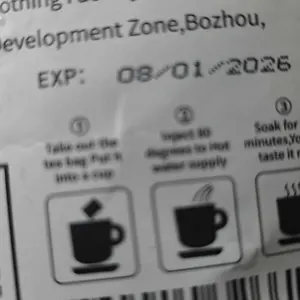 Development Zone,Bozhou,
EXP: 08/01/2026
①
Take out the
tea bag Put it
into a cup
②
Inject 80
degrees to Hot
water supply
③
Soak for
minutes,Yo
taste it